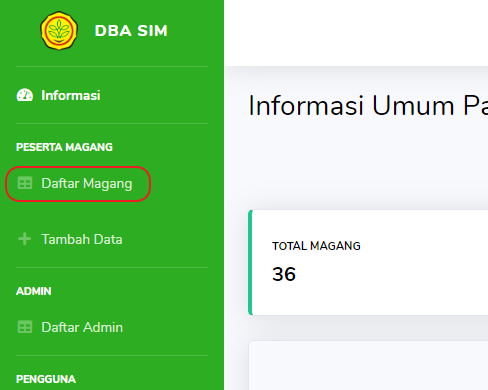 DBA SIM
Informasi
PESERTA MAGANG
Daftar Magang
Tambah Data
ADMIN
Daftar Admin
PENGGUNA
Informasi Umum Pa
TOTAL MAGANG
36